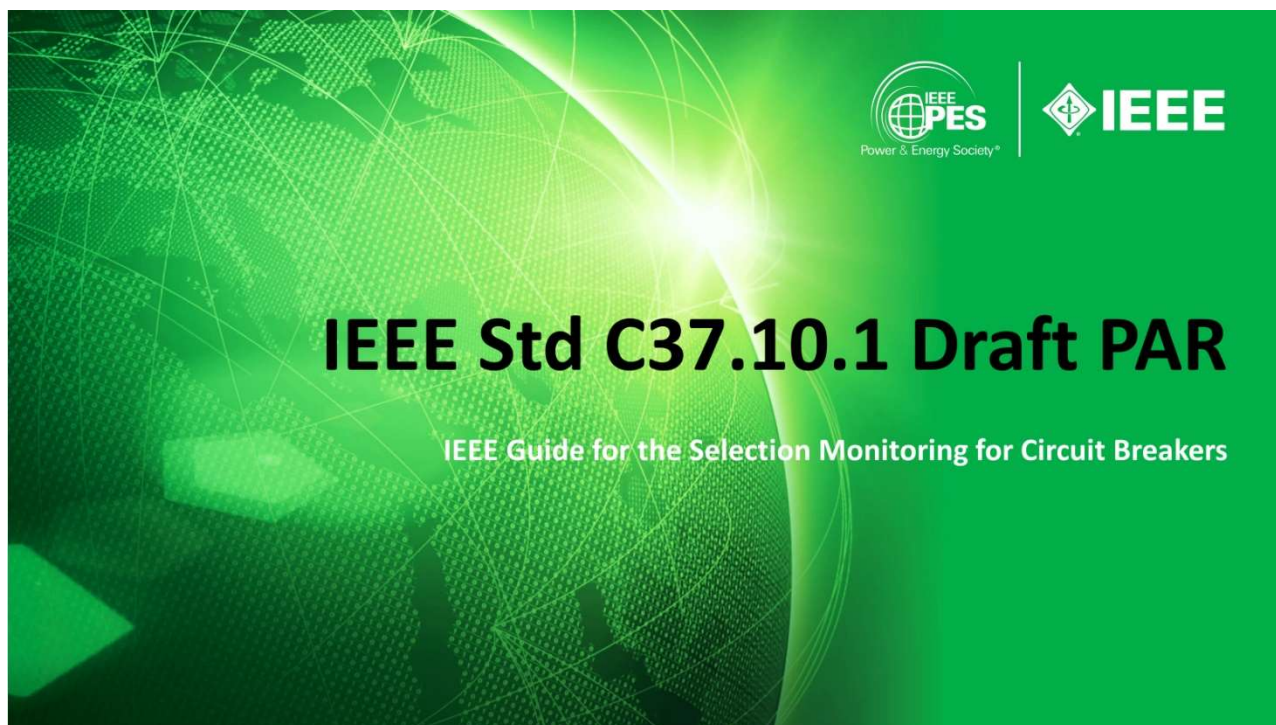 IEEE
PES
Power & Energy Society®
IEEE
IEEE Std C37.10.1 Draft PAR
IEEE Guide for the Selection Monitoring for Circuit Breakers